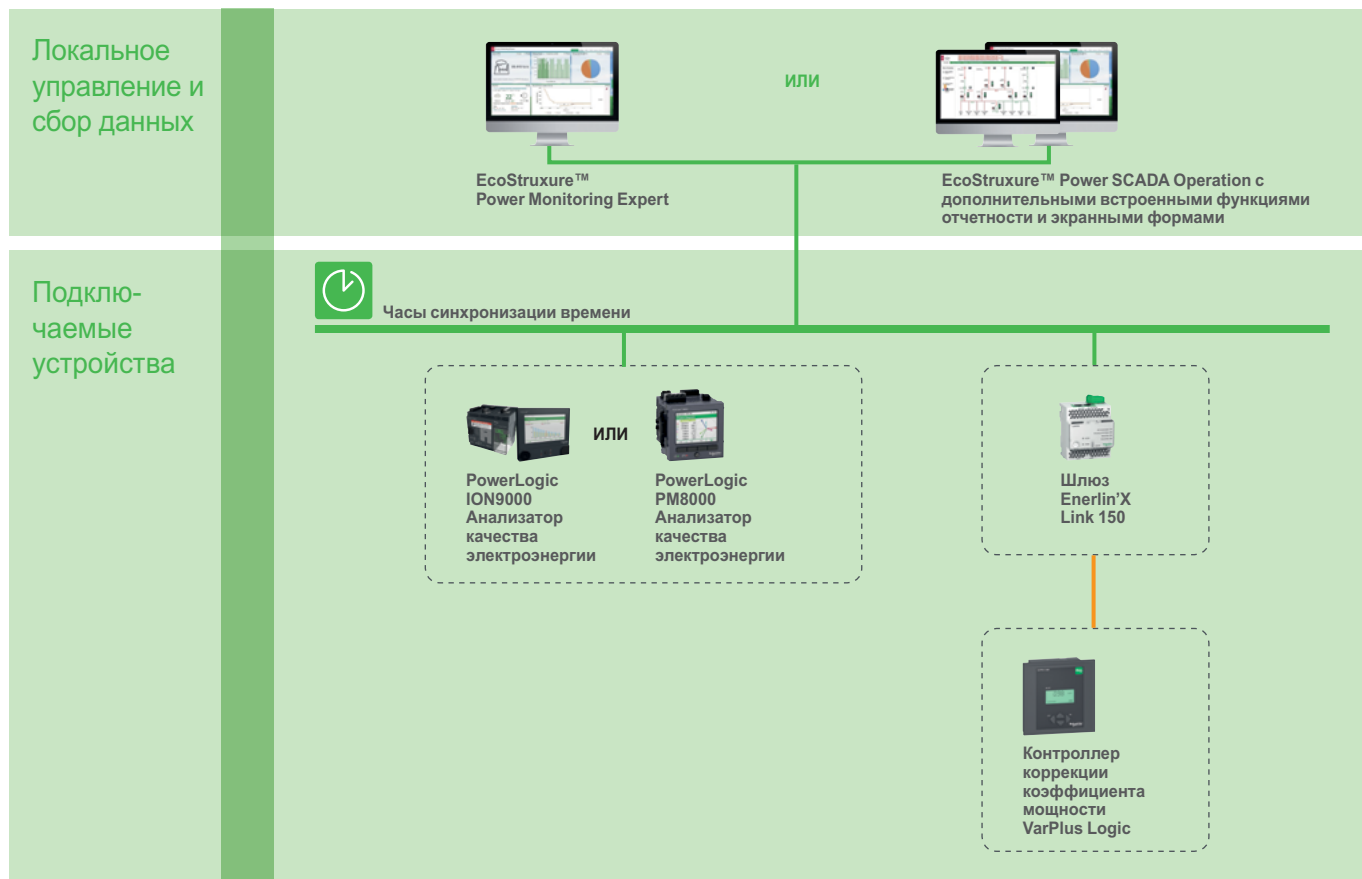 Локальное
управление и
сбор данных
ИЛИ
EcoStruxure™
Power Monitoring Expert
EcoStruxure™ Power SCADA Operation с
дополнительными встроенными функциями
отчетности и экранными формами
Подклю-
чаемые
устройства
Часы синхронизации времени
ИЛИ
PowerLogic
ION9000
Анализатор
качества
электроэнергии
PowerLogic
PM8000
Анализатор
качества
электроэнергии
Шлюз
Enerlin’X
Link 150
Контроллер
коррекции
коэффициента
мощности
VarPlus Logic